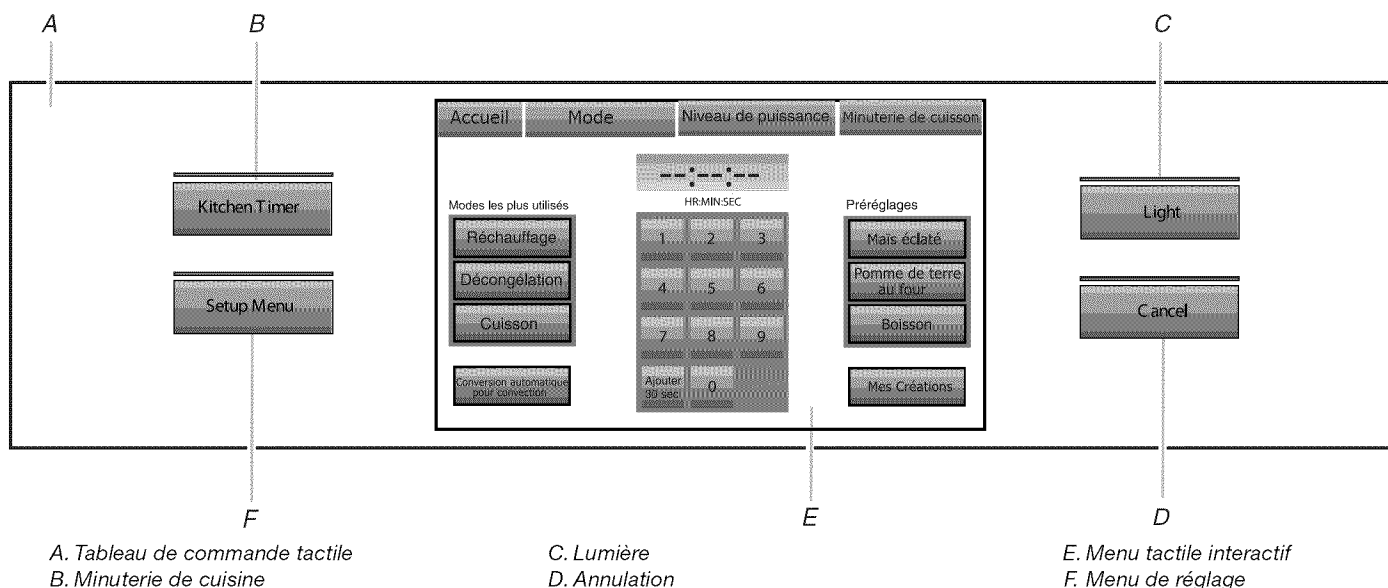 A
B
C
Accueil
Mode
Niveau de puissance
Minuterie de cuisson
--:--:--
HR:MIN:SEC
Kitchen Timer
Setup Menu
Modes les plus utilisés
Réchauffage
Décongélation
Cuisson
Conversion automatique
pour convection
1 2 3
4 5 6
7 8 9
Ajouter
30 sec
0
Préréglages
Maïs éclaté
Pomme de terre
au four
Boisson
Mes Créations
Light
Cancel
F
E
D
A. Tableau de commande tactile
B. Minuterie de cuisine
C. Lumière
D. Annulation
E. Menu tactile interactif
F. Menu de réglage